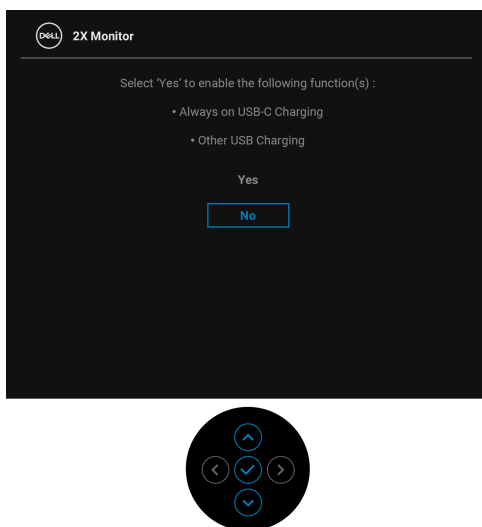 DELL
2X Monitor
Select ‘Yes’ to enable the following function(s) :
• Always on USB-C Charging
• Other USB Charging
Yes
No